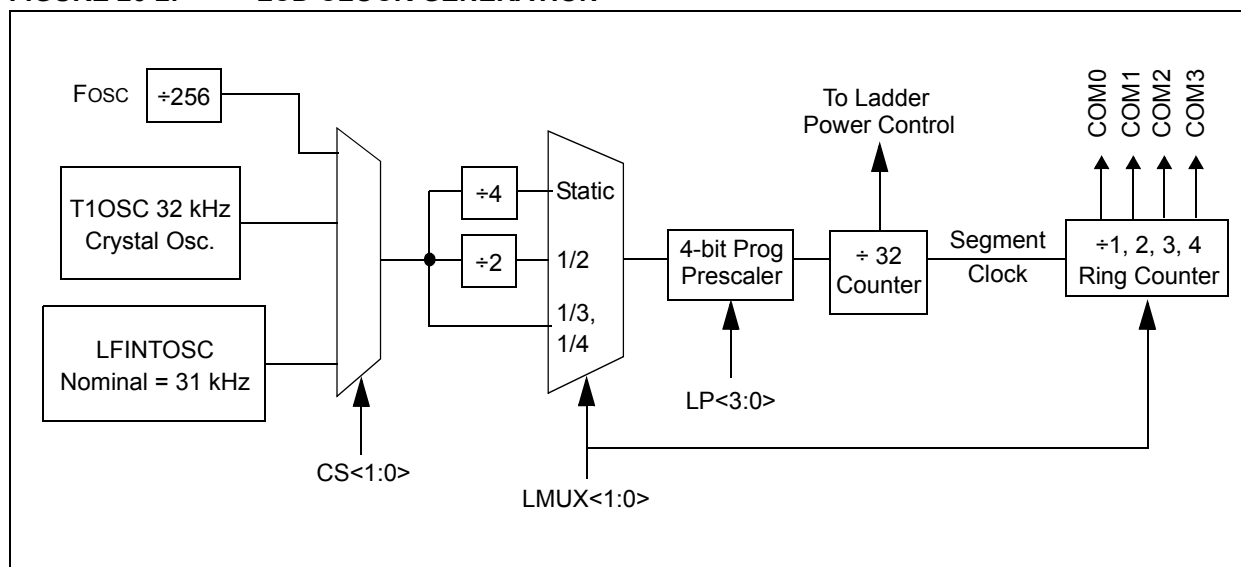 Fosc
÷256
T1OSC 32 kHz
Crystal Osc.
LFINTOSC
Nominal = 31 kHz
CS<1:0>
÷4
÷2
Static
1/2
1/3,
1/4
LMUX<1:0>
4-bit Prog
Prescaler
LP<3:0>
To Ladder
Power Control
÷ 32
Counter
Segment
Clock
COM0
COM1
COM2
COM3
÷1, 2, 3, 4
Ring Counter